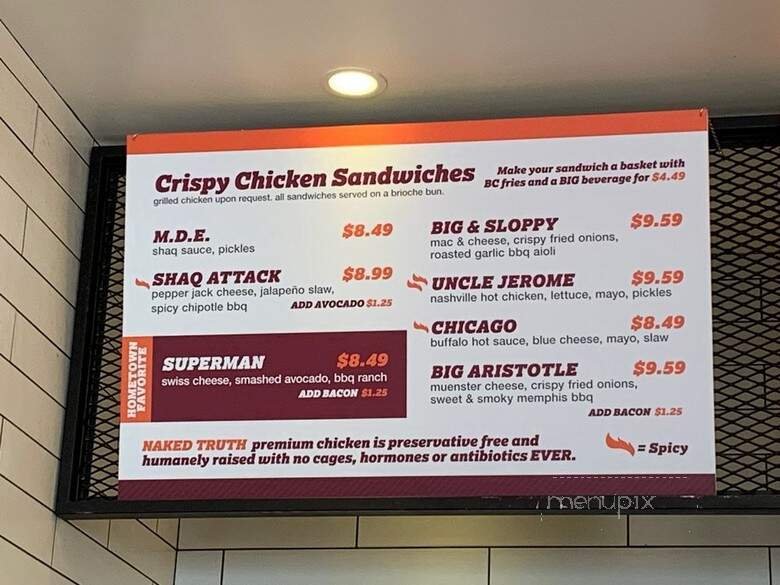 Crispy Chicken Sandwiches
grilled chicken upon request. all sandwiches served on a brioche bun.
Make your sandwich a basket with
BC fries and a BIG beverage for $4.49
M.D.E. $8.49
shaq sauce, pickles
SHAQ ATTACK $8.99
pepper jack cheese, jalapeño slaw,
spicy chipotle bbq
ADD AVOCADO $1.25
HOMETOWN
FAVORITE
SUPERMAN $8.49
swiss cheese, smashed avocado, bbq ranch
ADD BACON $1.25
BIG & SLOPPY $9.59
mac & cheese, crispy fried onions,
roasted garlic bbq aioli
UNCLE JEROME $9.59
nashville hot chicken, lettuce, mayo, pickles
CHICAGO $8.49
buffalo hot sauce, blue cheese, mayo, slaw
BIG ARISTOTLE $9.59
muenster cheese, crispy fried onions,
sweet & smoky memphis bbq
ADD BACON $1.25
NAKED TRUTH premium chicken is preservative free and
humanely raised with no cages, hormones or antibiotics EVER.
= Spicy
menupix